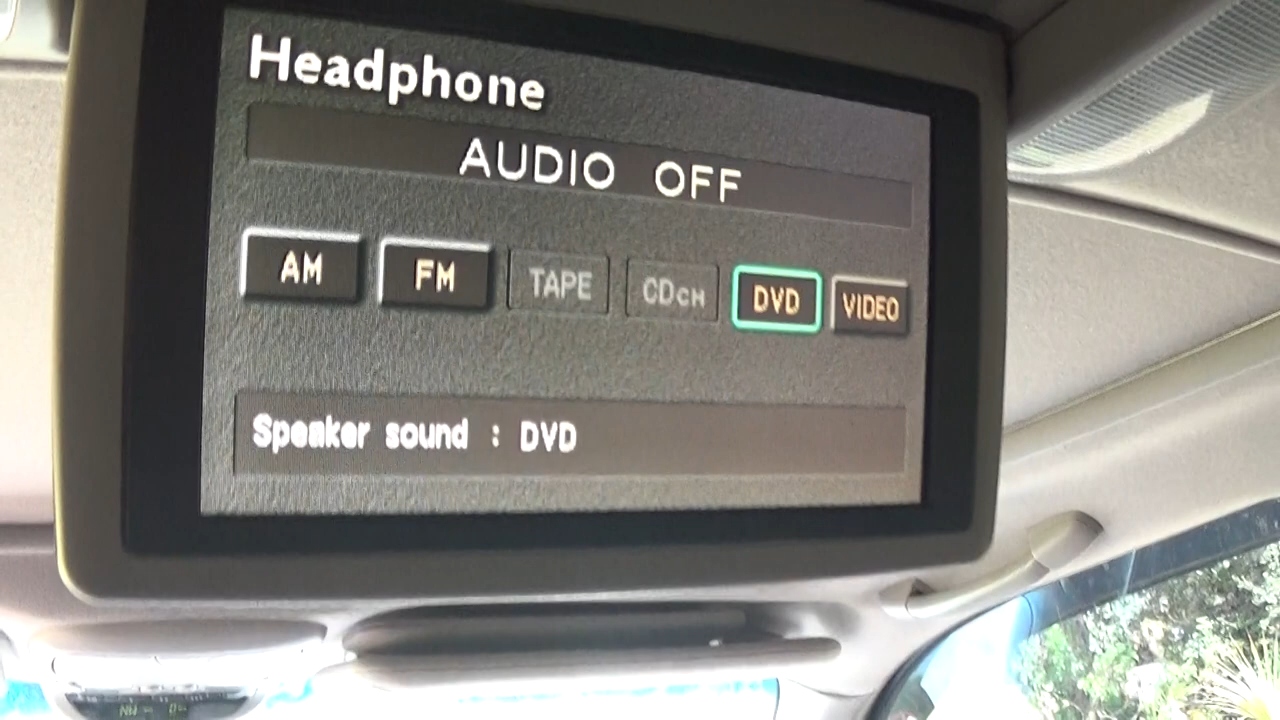 Headphone
AUDIO OFF
AM FM TAPE CDCH DVD VIDEO
Speaker sound : DVD